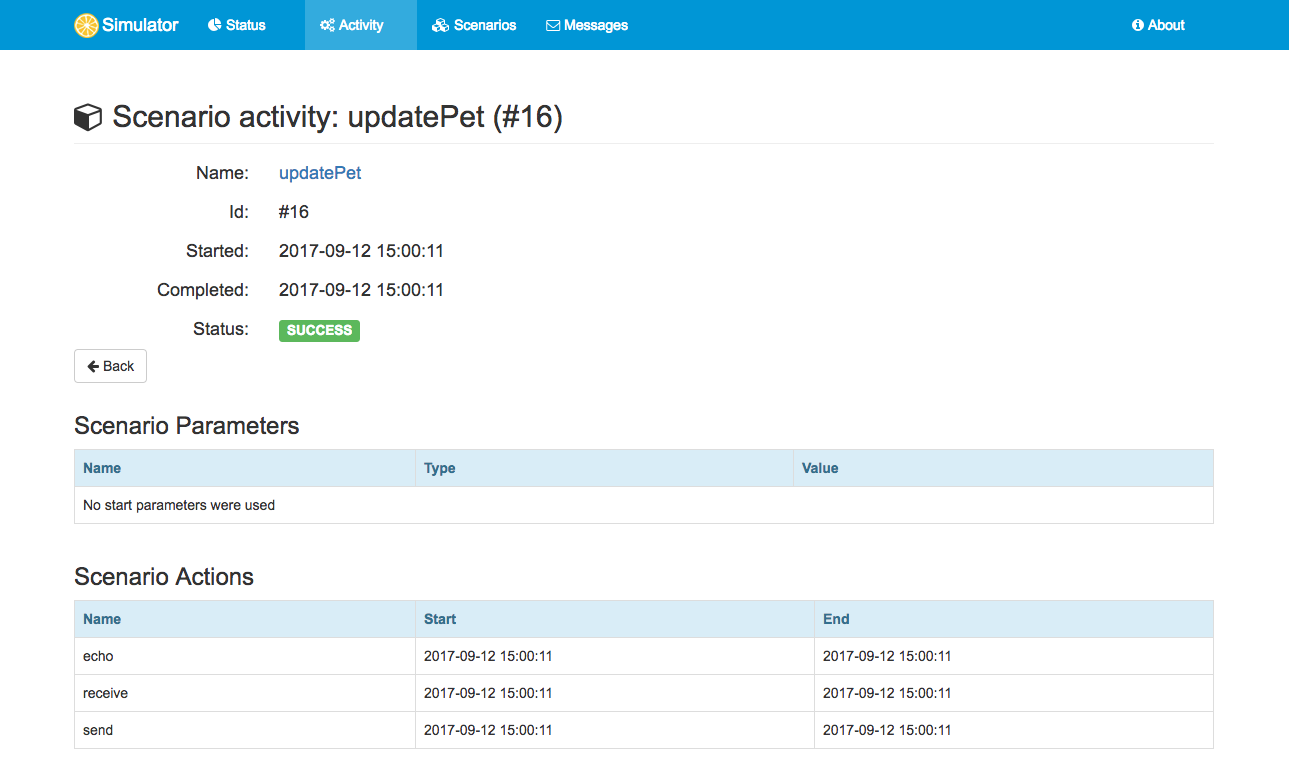 Simulator Status Activity Scenarios Messages About
Scenario activity: updatePet (#16)
Name: updatePet
Id: #16
Started: 2017-09-12 15:00:11
Completed: 2017-09-12 15:00:11
Status: SUCCESS
Back
Scenario Parameters
Name Type Value
No start parameters were used
Scenario Actions
Name Start End
echo 2017-09-12 15:00:11 2017-09-12 15:00:11
receive 2017-09-12 15:00:11 2017-09-12 15:00:11
send 2017-09-12 15:00:11 2017-09-12 15:00:11